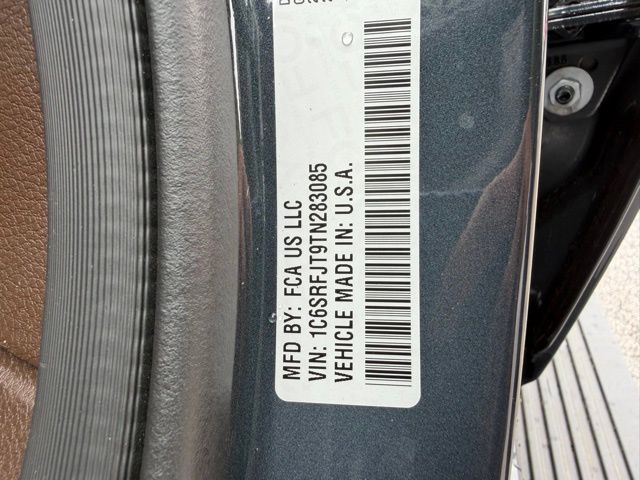 MFD BY: FCA US LLC
VIN: 1C6SRFJT9TN283085
VEHICLE MADE IN: U.S.A.